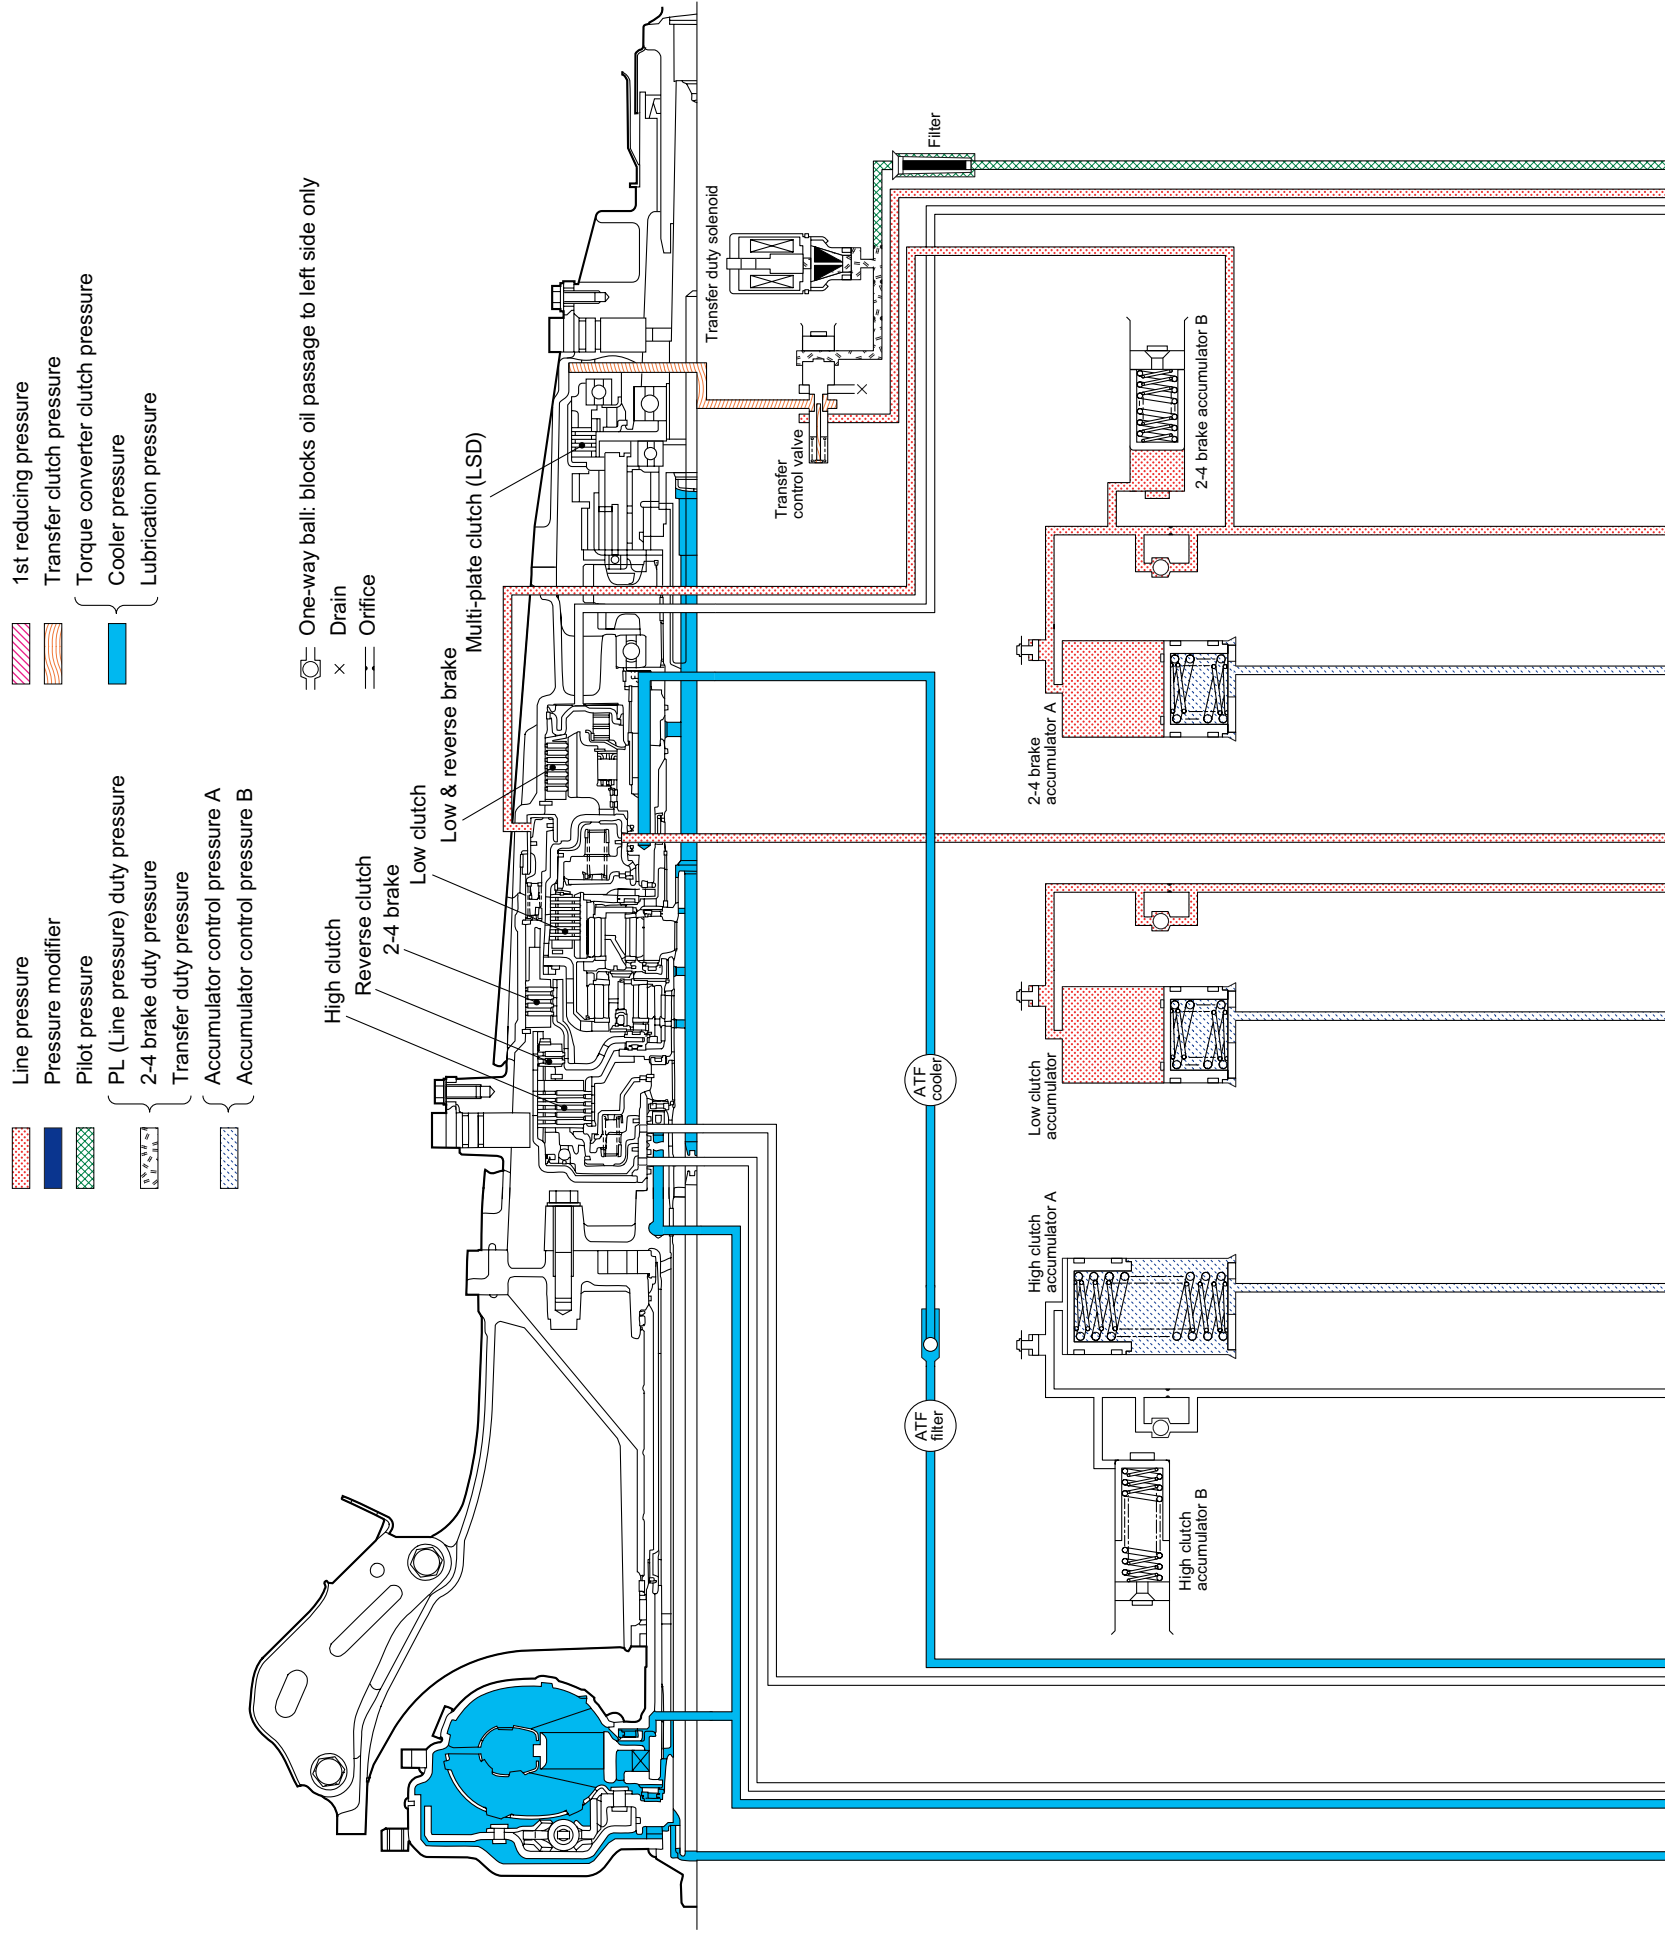 Line pressure
Pressure modifier
Pilot pressure
PL (Line pressure) duty pressure
2-4 brake duty pressure
Transfer duty pressure
Accumulator control pressure A
Accumulator control pressure B
1st reducing pressure
Transfer clutch pressure
Torque converter clutch pressure
Cooler pressure
Lubrication pressure
One-way ball: blocks oil passage to left side only
Drain
Orifice
High clutch
Reverse clutch
2-4 brake
Low clutch
Low & reverse brake
Multi-plate clutch (LSD)
Transfer duty solenoid
Transfer
control valve
Filter
ATF
filter
ATF
cooler
High clutch
accumulator B
High clutch
accumulator A
Low clutch
accumulator
2-4 brake
accumulator A
2-4 brake accumulator B